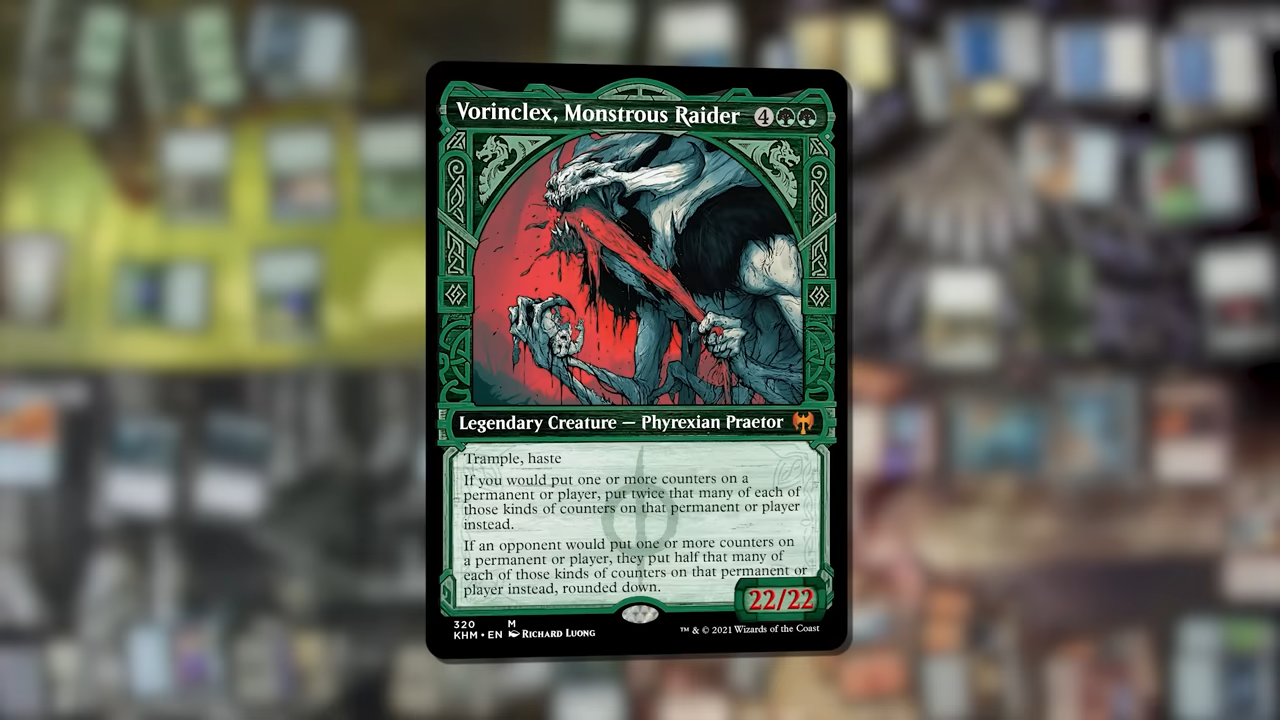 Vorinclex, Monstrous Raider 4
Legendary Creature — Phyrexian Praetor
Trample, haste
If you would put one or more counters on a
permanent or player, put twice that many of each of
those kinds of counters on that permanent or player
instead.
If an opponent would put one or more counters on
a permanent or player, they put half that many of
each of those kinds of counters on that permanent or
player instead, rounded down.
22/22
320 M
KHM • EN Richard Luong
™ & © 2021 Wizards of the Coast